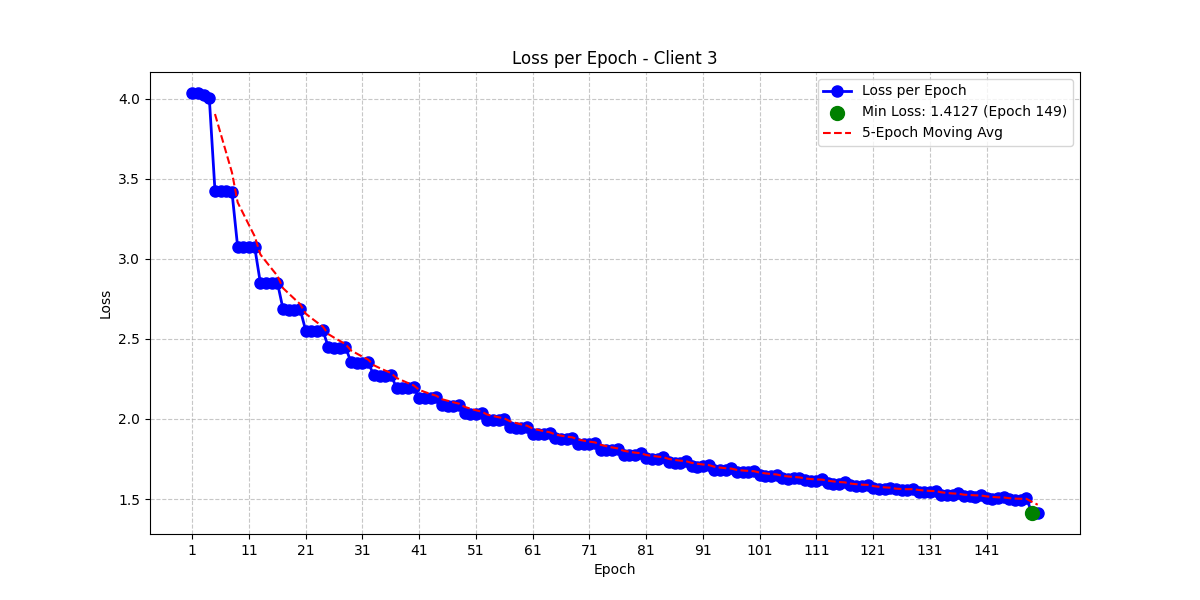 Loss per Epoch - Client 3
Loss per Epoch
Min Loss: 1.4127 (Epoch 149)
5-Epoch Moving Avg
Loss
4.0
3.5
3.0
2.5
2.0
1.5
1 11 21 31 41 51 61 71 81 91 101 111 121 131 141
Epoch